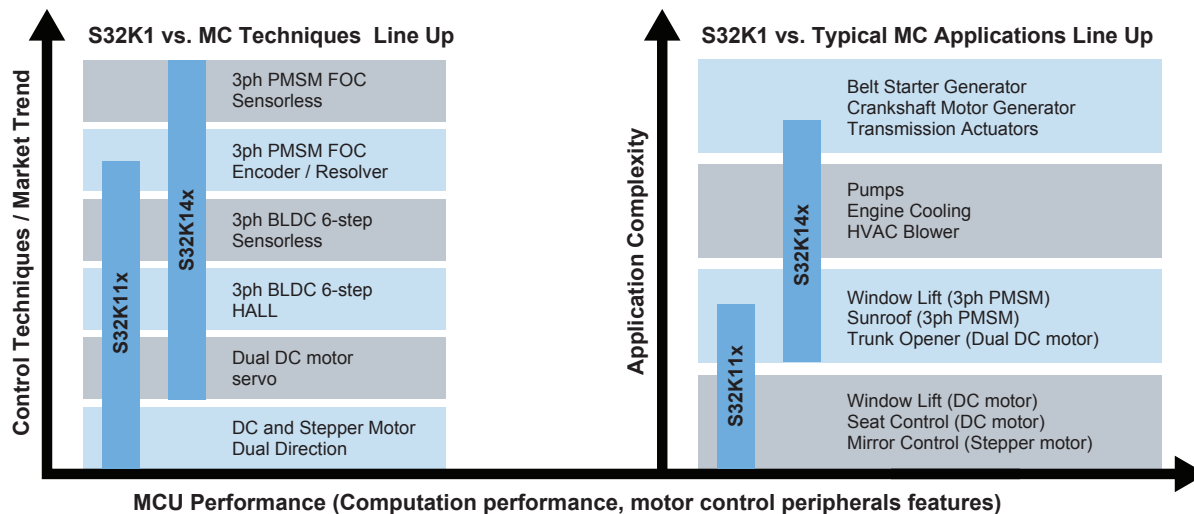 S32K1 vs. MC Techniques Line Up
Control Techniques / Market Trend
3ph PMSM FOC
Sensorless
3ph PMSM FOC
Encoder / Resolver
3ph BLDC 6-step
Sensorless
3ph BLDC 6-step
HALL
Dual DC motor
servo
DC and Stepper Motor
Dual Direction
S32K11x
S32K14x
S32K1 vs. Typical MC Applications Line Up
Application Complexity
Belt Starter Generator
Crankshaft Motor Generator
Transmission Actuators
Pumps
Engine Cooling
HVAC Blower
Window Lift (3ph PMSM)
Sunroof (3ph PMSM)
Trunk Opener (Dual DC motor)
Window Lift (DC motor)
Seat Control (DC motor)
Mirror Control (Stepper motor)
S32K11x
S32K14x
MCU Performance (Computation performance, motor control peripherals features)